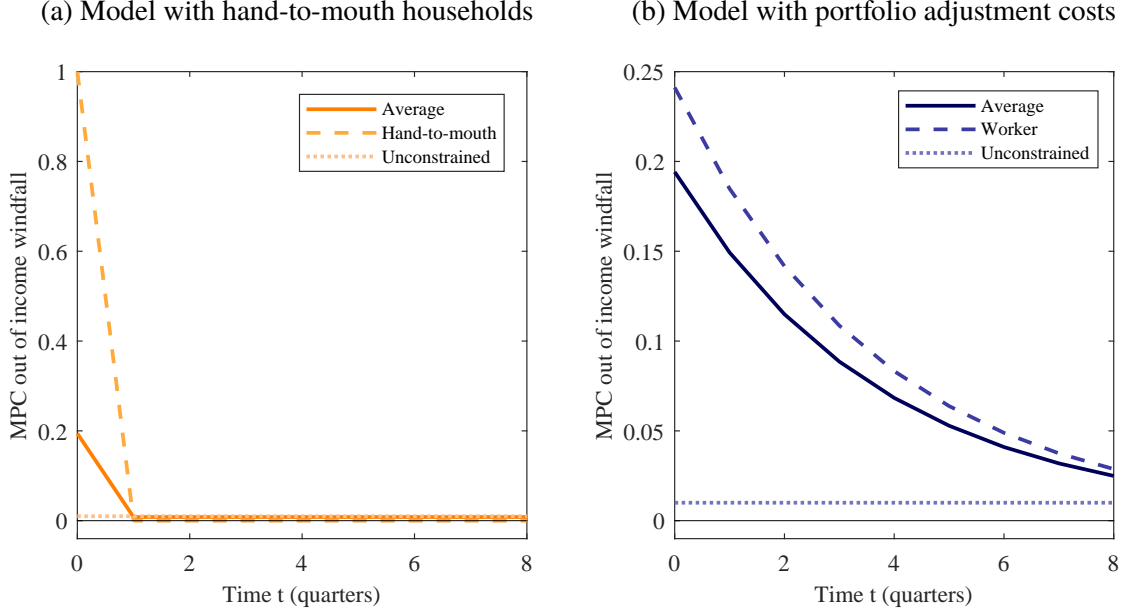 (a) Model with hand-to-mouth households
1
0.8
0.6
0.4
0.2
0
0
2
4
6
8
MPC out of income windfall
Time t (quarters)
Average
Hand-to-mouth
Unconstrained
(b) Model with portfolio adjustment costs
0.25
0.2
0.15
0.1
0.05
0
0
2
4
6
8
MPC out of income windfall
Time t (quarters)
Average
Worker
Unconstrained